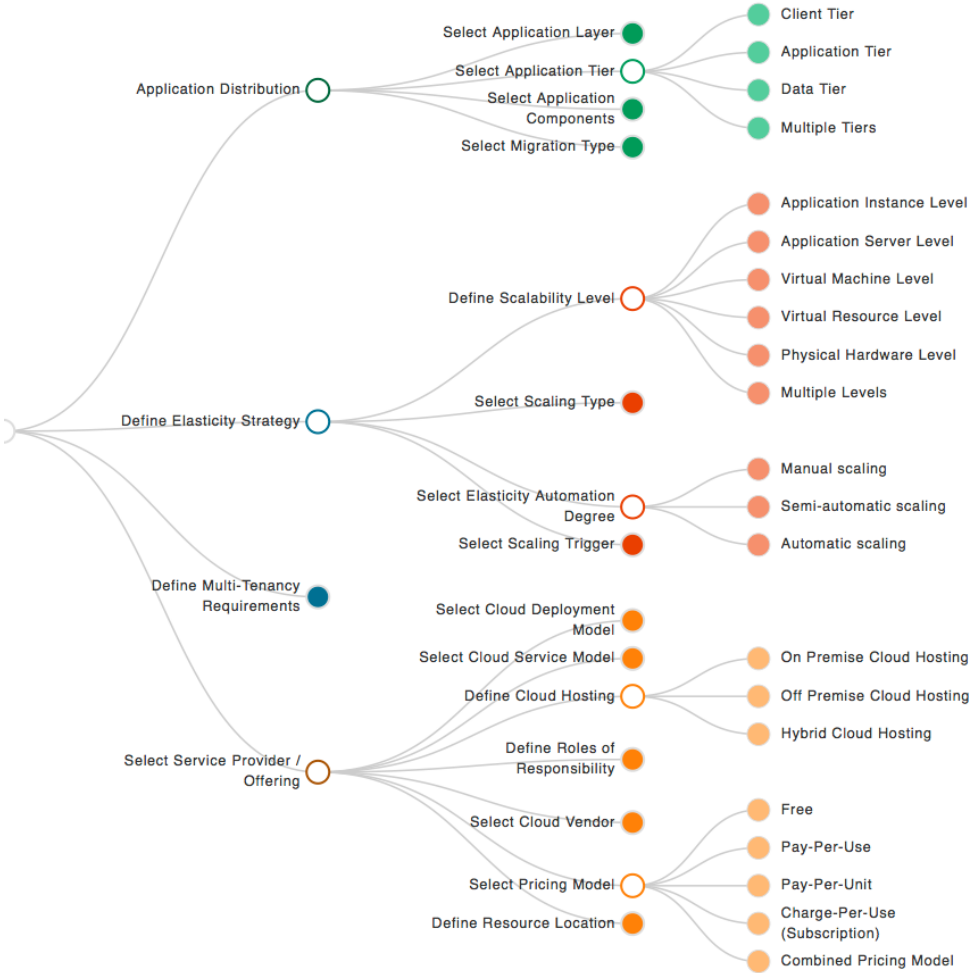 Application Distribution
Select Application Layer
Select Application Tier
Client Tier
Application Tier
Data Tier
Multiple Tiers
Select Application
Components
Select Migration Type
Define Elasticity Strategy
Define Scalability Level
Application Instance Level
Application Server Level
Virtual Machine Level
Virtual Resource Level
Physical Hardware Level
Multiple Levels
Select Scaling Type
Select Elasticity Automation
Degree
Manual scaling
Semi-automatic scaling
Automatic scaling
Select Scaling Trigger
Define Multi-Tenancy
Requirements
Select Service Provider /
Offering
Select Cloud Deployment
Model
Select Cloud Service Model
Define Cloud Hosting
On Premise Cloud Hosting
Off Premise Cloud Hosting
Hybrid Cloud Hosting
Define Roles of
Responsibility
Select Cloud Vendor
Select Pricing Model
Free
Pay-Per-Use
Pay-Per-Unit
Charge-Per-Use
(Subscription)
Combined Pricing Model
Define Resource Location